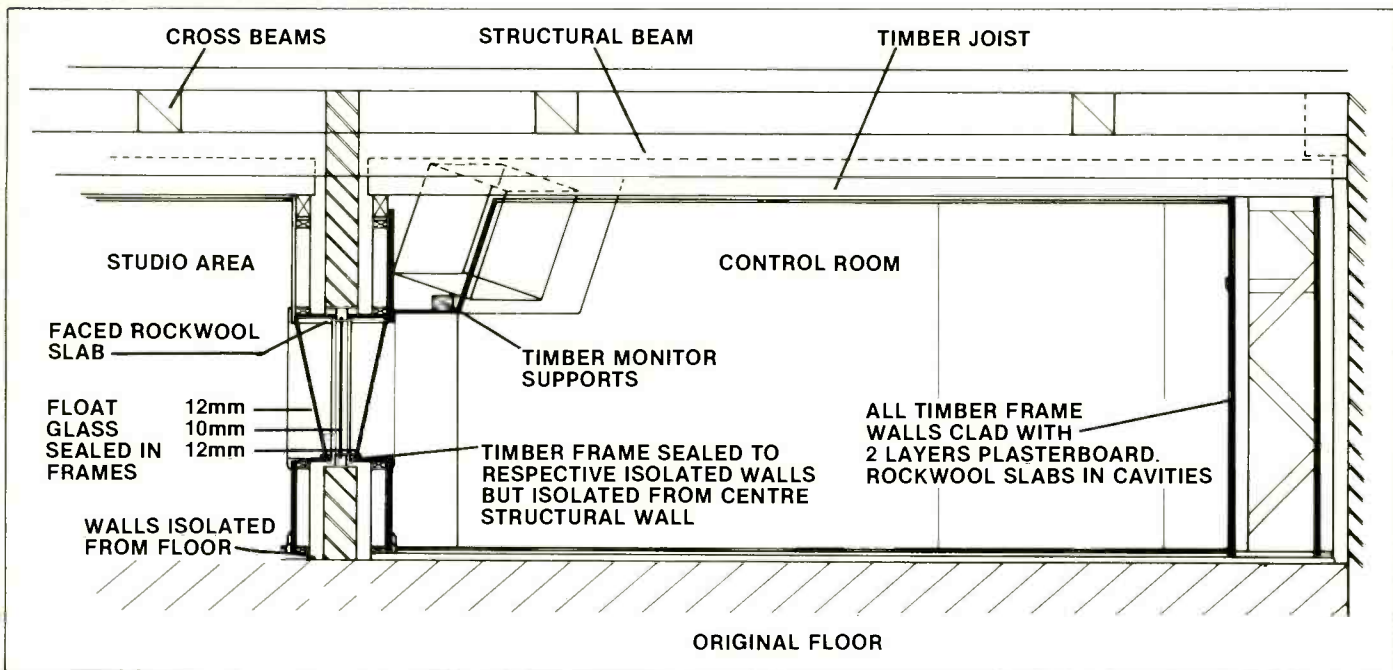 CROSS BEAMS
STRUCTURAL BEAM
TIMBER JOIST
STUDIO AREA
CONTROL ROOM
FACED ROCKWOOL
SLAB
TIMBER MONITOR
SUPPORTS
FLOAT 12mm
GLASS 10mm
SEALED IN 12mm
FRAMES
ALL TIMBER FRAME
WALLS CLAD WITH
2 LAYERS PLASTERBOARD.
ROCKWOOL SLABS IN CAVITIES
TIMBER FRAME SEALED TO
RESPECTIVE ISOLATED WALLS
BUT ISOLATED FROM CENTRE
STRUCTURAL WALL
WALLS ISOLATED
FROM FLOOR
ORIGINAL FLOOR